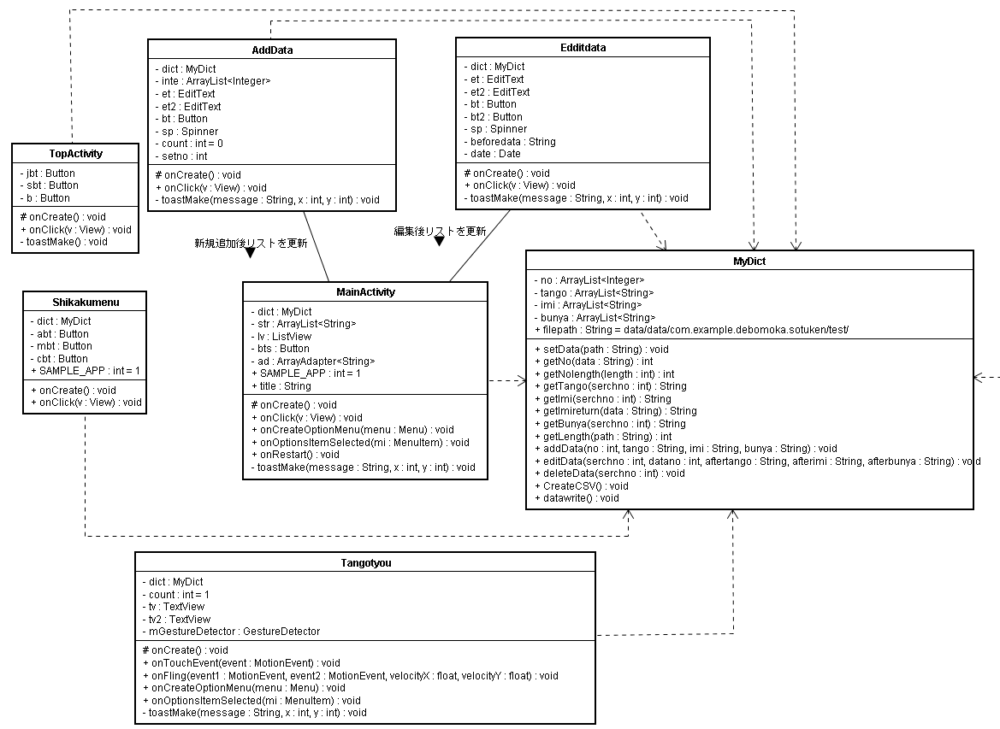 AddData
- dict : MyDict
- inte : ArrayList<Integer>
- et : EditText
- et2 : EditText
- bt : Button
- sp : Spinner
- count : int = 0
- setno : int
# onCreate() : void
+ onClick(v : View) : void
- toastMake(message : String, x : int, y : int) : void
Edditdata
- dict : MyDict
- et : EditText
- et2 : EditText
- bt : Button
- bt2 : Button
- sp : Spinner
- beforedata : String
- date : Date
# onCreate() : void
+ onClick(v : View) : void
- toastMake(message : String, x : int, y : int) : void
TopActivity
- jbt : Button
- sbt : Button
- b : Button
# onCreate() : void
+ onClick(v : View) : void
- toastMake() : void
新規追加後リストを更新
編集後リストを更新
MyDict
- no : ArrayList<Integer>
- tango : ArrayList<String>
- imi : ArrayList<String>
- bunya : ArrayList<String>
+ filepath : String = data/data/com.example.debomoka.sotuken/test/
+ setData(path : String) : void
+ getNo(data : String) : int
+ getNolength(length : int) : int
+ getTango(serchno : int) : String
+ getImi(serchno : int) : String
+ getImireturn(data : String) : String
+ getBunya(serchno : int) : String
+ getLength(path : String) : int
+ addData(no : int, tango : String, imi : String, bunya : String) : void
+ editData(serchno : int, datano : int, aftertango : String, afterimi : String, afterbunya : String) : void
+ deleteData(serchno : int) : void
+ CreateCSV() : void
+ datawrite() : void
MainActivity
- dict : MyDict
- str : ArrayList<String>
- lv : ListView
- bts : Button
- ad : ArrayAdapter<String>
+ SAMPLE_APP : int = 1
+ title : String
# onCreate() : void
+ onClick(v : View) : void
+ onCreateOptionMenu(menu : Menu) : void
+ onOptionsItemSelected(mi : MenuItem) : void
+ onRestart() : void
- toastMake(message : String, x : int, y : int) : void
Shikakumenu
- dict : MyDict
- abt : Button
- mbt : Button
- cbt : Button
+ SAMPLE_APP : int = 1
+ onCreate() : void
+ onClick(v : View) : void
Tangotyou
- dict : MyDict
- count : int = 1
- tv : TextView
- tv2 : TextView
- mGestureDetector : GestureDetector
# onCreate() : void
+ onTouchEvent(event : MotionEvent) : void
+ onFling(event1 : MotionEvent, event2 : MotionEvent, velocityX : float, velocityY : float) : void
+ onCreateOptionMenu(menu : Menu) : void
+ onOptionsItemSelected(mi : MenuItem) : void
- toastMake(message : String, x : int, y : int) : void